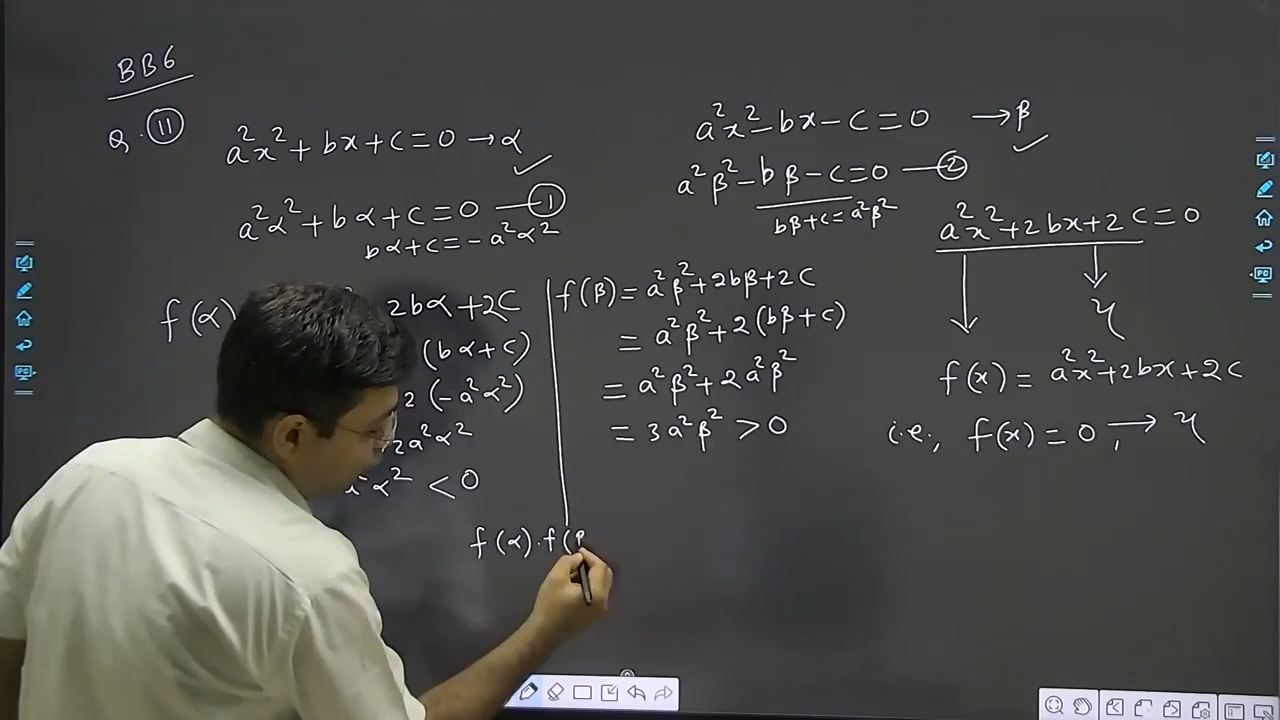 BB6
Q. 11
a²x² + bx + c = 0 → α
a²α² + bα + c = 0 — 1
bα + c = - a²α²
f(α)
2bα + 2c
(bα + c)
2 (-a²α²)
2a²α²
α² < 0
a²x² - bx - c = 0 → β
a²β² - bβ - c = 0 — 2
bβ + c = a²β²
f(β) = a²β² + 2bβ + 2c
= a²β² + 2(bβ + c)
= a²β² + 2a²β²
= 3a²β² > 0
f(α)·f(
a²x² + 2bx + 2c = 0
f(x) = a²x² + 2bx + 2c
i.e., f(x) = 0, →
PC
PC